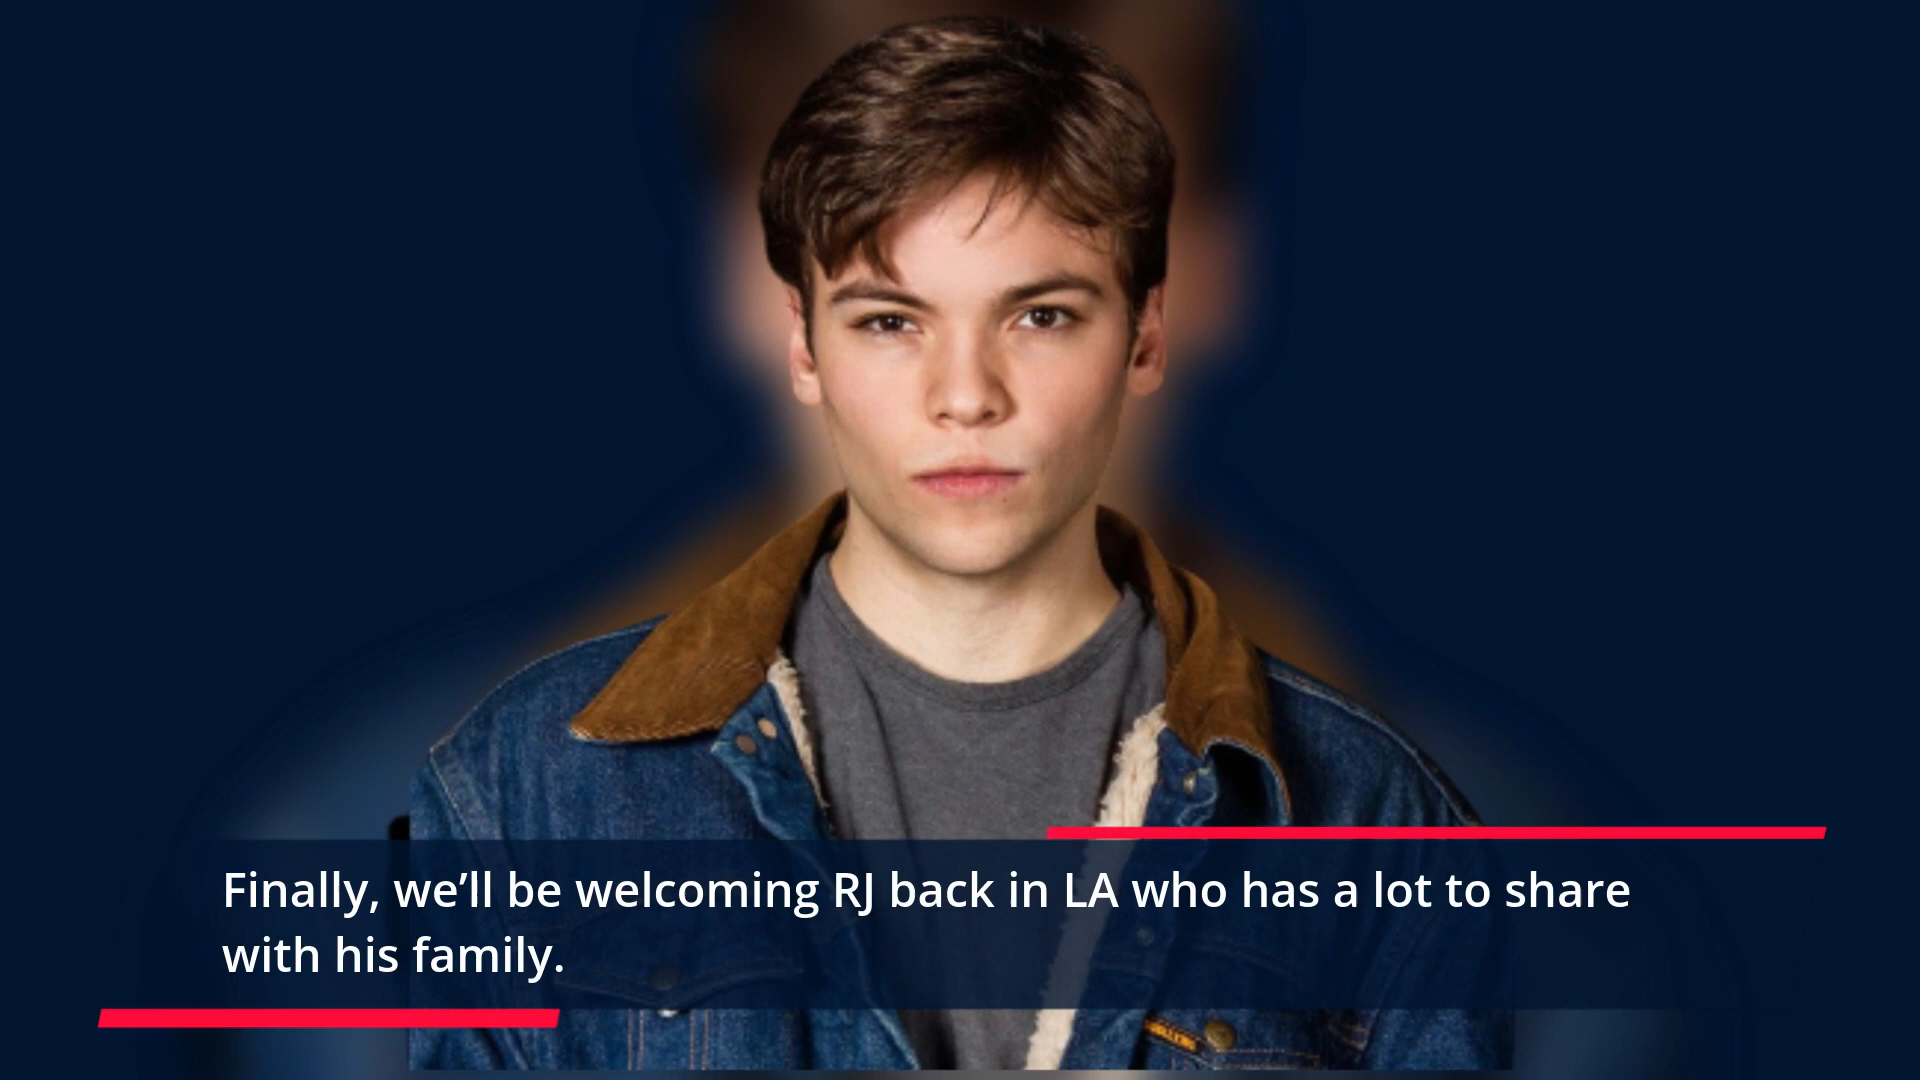 Finally, we’ll be welcoming RJ back in LA who has a lot to share
with his family.